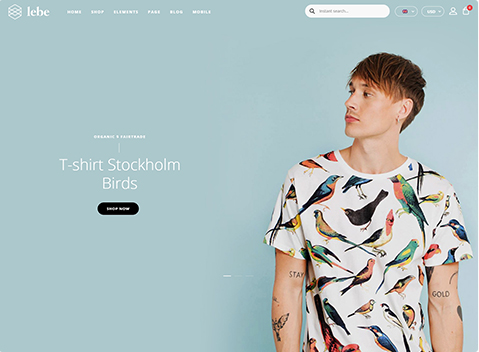 lebe
HOME SHOP ELEMENTS PAGE BLOG MOBILE
Instant search...
USD
0
ORGANIC & FAIRTRADE
T-shirt Stockholm
Birds
SHOP NOW
STAY
GOLD